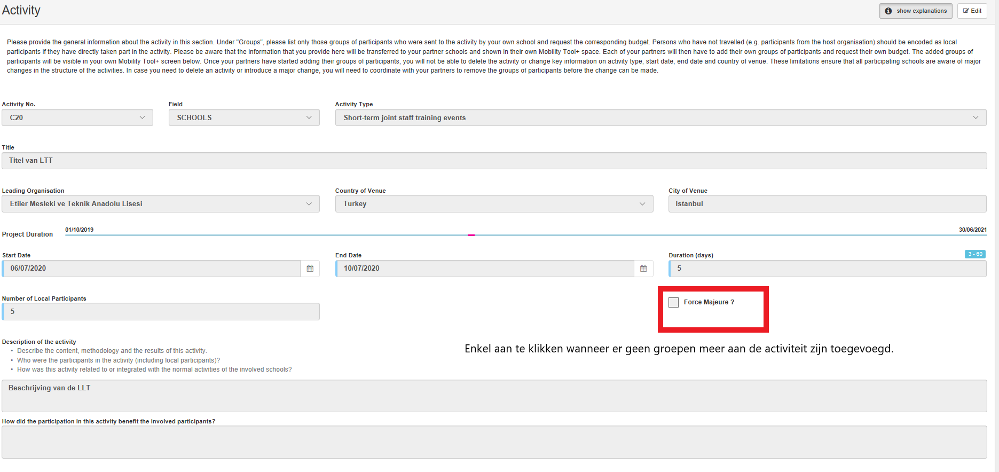 Activity
show explanations
Edit
Please provide the general information about the activity in this section. Under "Groups", please list only those groups of participants who were sent to the activity by your own school and request the corresponding budget. Persons who have not travelled (e.g. participants from the host organisation) should be encoded as local
participants if they have directly taken part in the activity. Please be aware that the information that you provide here will be transferred to your partner schools and shown in their own Mobility Tool+ space. Each of your partners will then have to add their own groups of participants and request their own budget. The added groups of
participants will be visible in your own Mobility Tool+ screen below. Once your partners have started adding their groups of participants, you will not be able to delete the activity or change key information on activity type, start date, end date and country of venue. These limitations ensure that all participating schools are aware of major
changes in the structure of the activities. In case you need to delete an activity or introduce a major change, you will need to coordinate with your partners to remove the groups of participants before the change can be made.
Activity No.
Field
Activity Type
C20
SCHOOLS
Short-term joint staff training events
Title
Titel van LTT
Leading Organisation
Country of Venue
City of Venue
Etiler Mesleki ve Teknik Anadolu Lisesi
Turkey
Istanbul
Project Duration
01/10/2019
30/06/2021
Start Date
End Date
Duration (days)
3 - 60
06/07/2020
10/07/2020
5
Number of Local Participants
5
Force Majeure ?
Enkel aan te klikken wanneer er geen groepen meer aan de activiteit zijn toegevoegd.
Description of the activity
• Describe the content, methodology and the results of this activity.
• Who were the participants in the activity (including local participants)?
• How was this activity related to or integrated with the normal activities of the involved schools?
Beschrijving van de LLT
How did the participation in this activity benefit the involved participants?